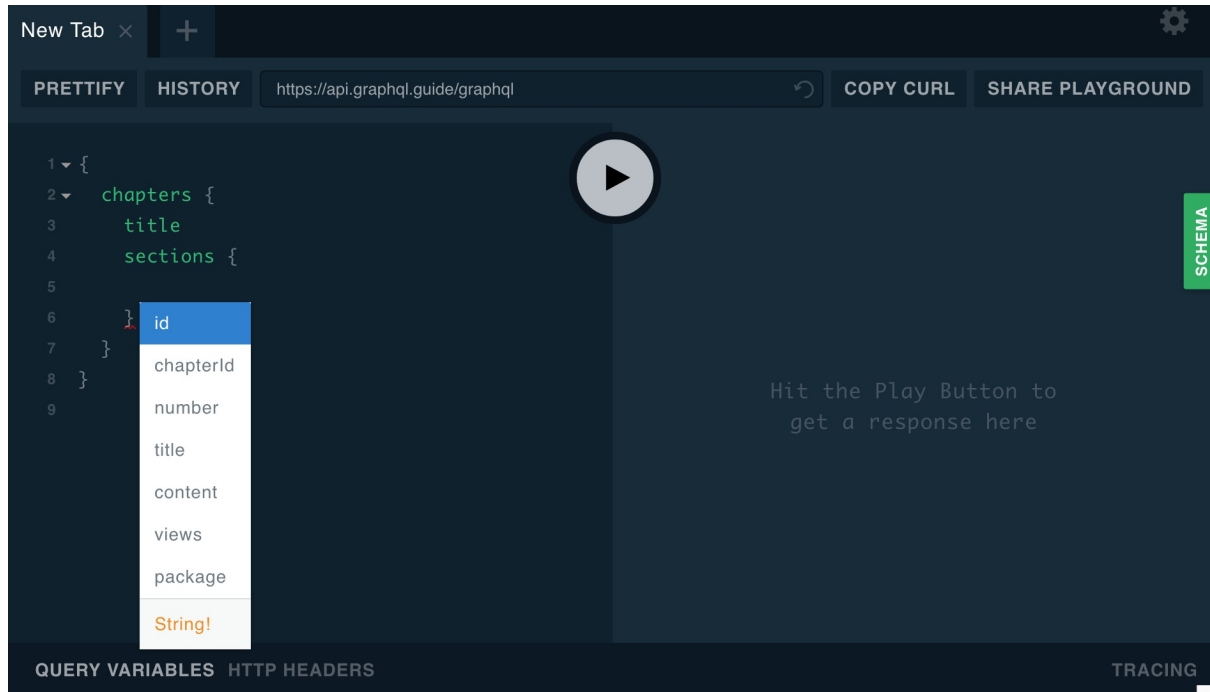 New Tab ×
PRETTIFY HISTORY https://api.graphql.guide/graphql COPY CURL SHARE PLAYGROUND
1 {
2 chapters {
3 title
4 sections {
5
6 }
7 }
8 }
9
id
chapterId
number
title
content
views
package
String!
Hit the Play Button to
get a response here
SCHEMA
QUERY VARIABLES HTTP HEADERS TRACING